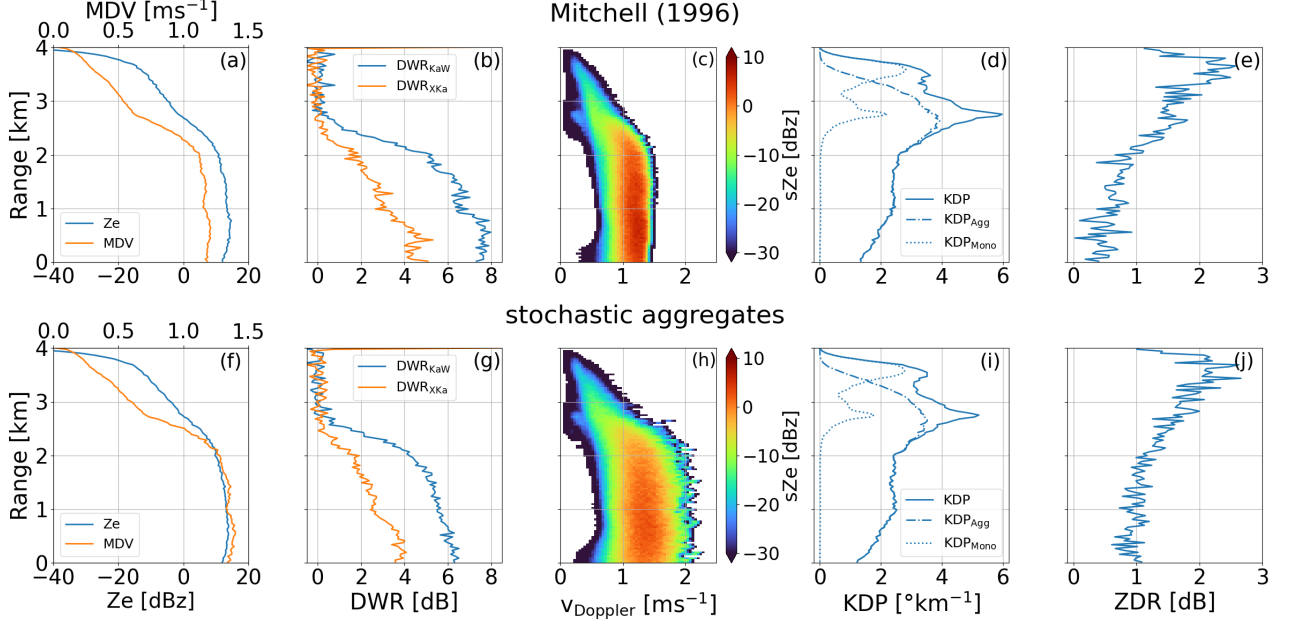 Mitchell (1996)
MDV [ms⁻¹]
0.0 0.5 1.0 1.5
(a) (b) (c) (d) (e)
Range [km]
4
3
2
1
0
Ze
MDV
−40 −20 0 20
DWR_KaW
DWR_XKa
0 2 4 6 8
0 1 2
10
0
−10
−20
−30
sZe [dBz]
KDP
KDP_Agg
KDP_Mono
0 2 4 6
0 1 2 3
stochastic aggregates
0.0 0.5 1.0 1.5
(f) (g) (h) (i) (j)
Range [km]
4
3
2
1
0
Ze
MDV
−40 −20 0 20
Ze [dBz]
DWR_KaW
DWR_XKa
0 2 4 6 8
DWR [dB]
0 1 2
v_Doppler [ms⁻¹]
10
0
−10
−20
−30
sZe [dBz]
KDP
KDP_Agg
KDP_Mono
0 2 4 6
KDP [°km⁻¹]
0 1 2 3
ZDR [dB]